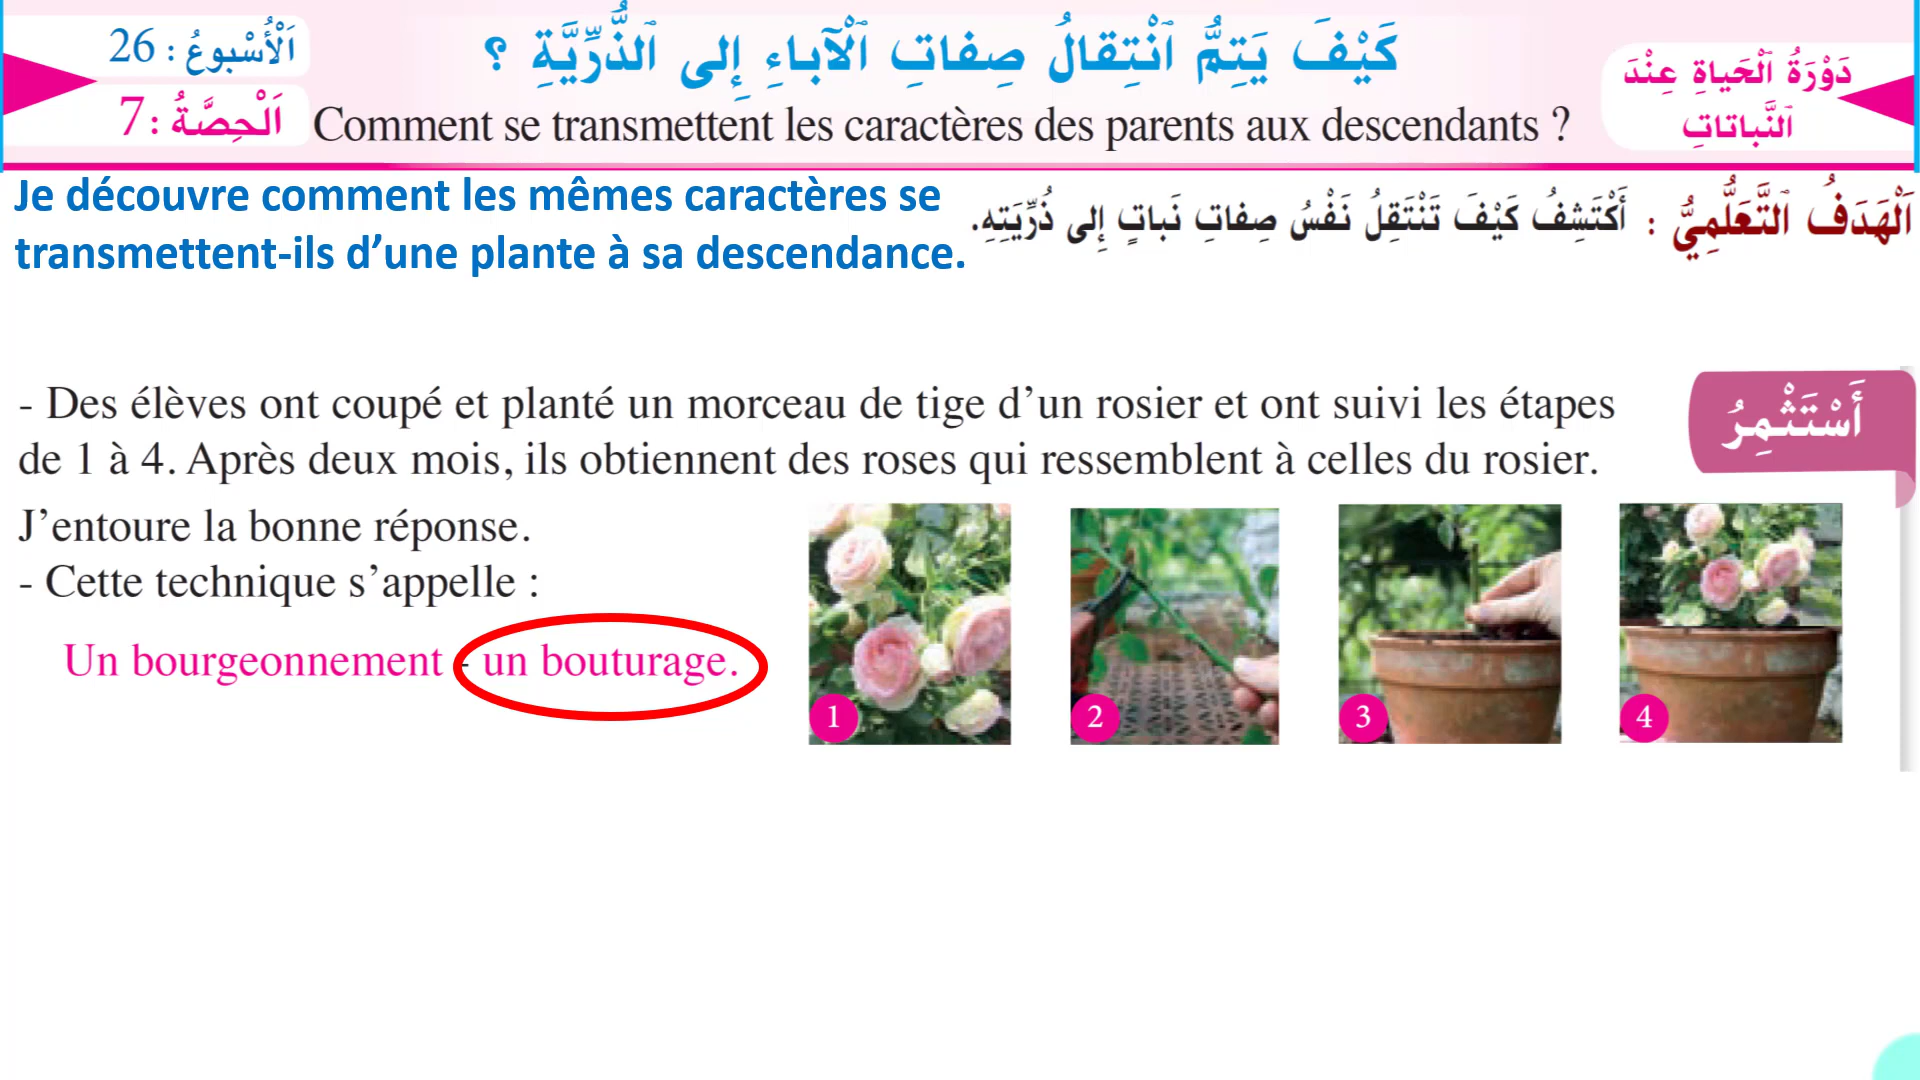 اَلْأُسْبوعُ : 26
اَلْحِصَّةُ : 7
كَيْفَ يَتِمُّ ٱنْتِقالُ صِفاتِ ٱلْآباءِ إِلى ٱلذُّرِّيَّةِ ؟
Comment se transmettent les caractères des parents aux descendants ?
دَوْرَةُ ٱلْحَياةِ عِنْدَ
ٱلنَّباتاتِ
Je découvre comment les mêmes caractères se
transmettent-ils d’une plante à sa descendance.
اَلْهَدَفُ ٱلتَّعَلُّمِيُّ : أَكْتَشِفُ كَيْفَ تَنْتَقِلُ نَفْسُ صِفاتِ نَباتٍ إِلى ذُرِّيَتِهِ.
أَسْتَثْمِرُ
- Des élèves ont coupé et planté un morceau de tige d’un rosier et ont suivi les étapes
de 1 à 4. Après deux mois, ils obtiennent des roses qui ressemblent à celles du rosier.
J’entoure la bonne réponse.
- Cette technique s’appelle :
Un bourgeonnement - un bouturage.
1
2
3
4